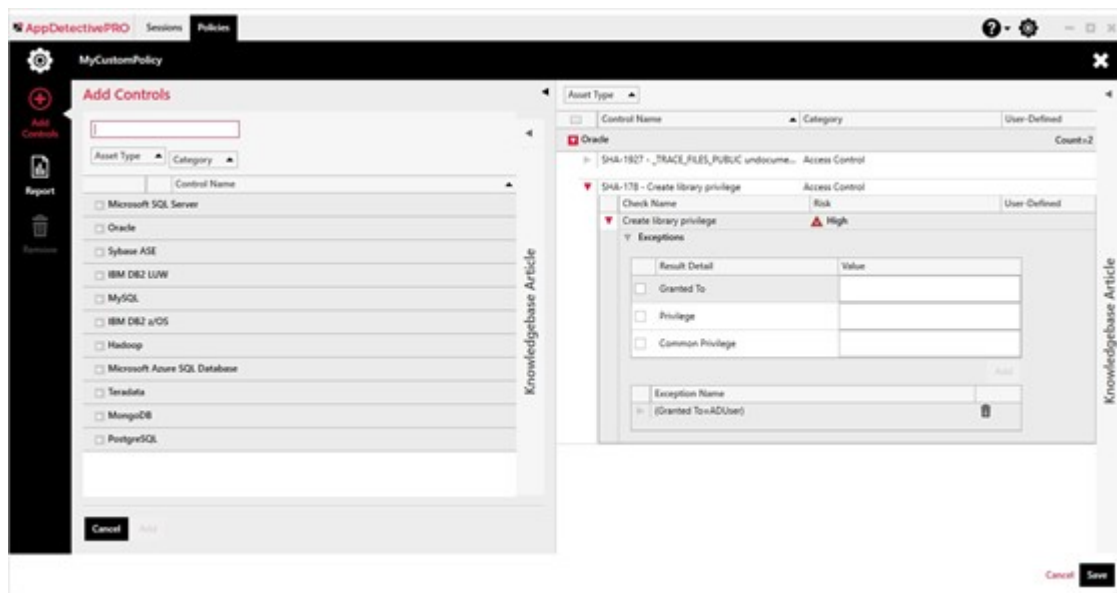 AppDetectivePRO Sessions Policies
MyCustomPolicy
Add Controls
Report
Remove
Add Controls
Asset Type Category
Control Name
Microsoft SQL Server
Oracle
Sybase ASE
IBM DB2 LUW
MySQL
IBM DB2 z/OS
Hadoop
Microsoft Azure SQL Database
Teradata
MongoDB
PostgreSQL
Cancel Add
Knowledgebase Article
Asset Type
Control Name Category User-Defined
Oracle Count=2
SHA-1927 - _TRACE_FILES_PUBLIC undocume... Access Control
SHA-178 - Create library privilege Access Control
Check Name Risk User-Defined
Create library privilege High
Exceptions
Result Detail Value
Granted To
Privilege
Common Privilege
Add
Exception Name
(Granted To=ADUser)
Knowledgebase Article
Cancel Save